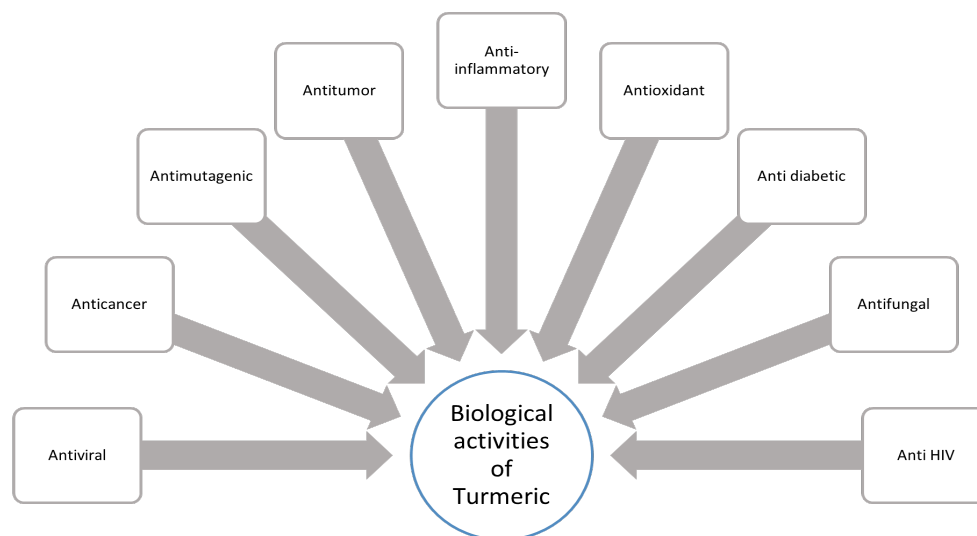 Anti-
inflammatory
Antitumor
Antioxidant
Antimutagenic
Anti diabetic
Anticancer
Antifungal
Antiviral
Anti HIV
Biological
activities
of
Turmeric